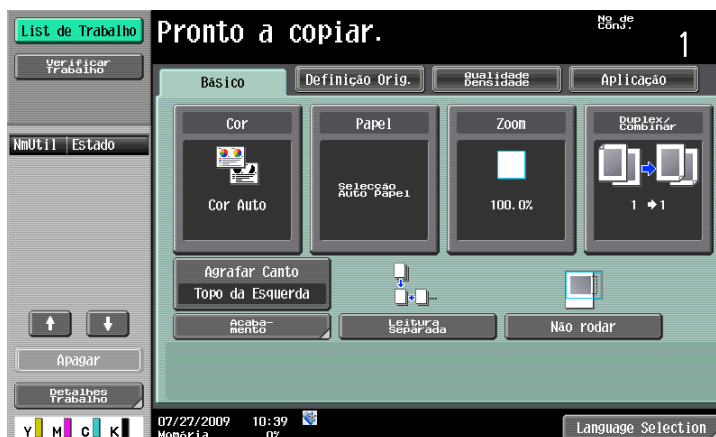 List de Trabalho
Verificar
Trabalho
NmUtil Estado
Apagar
Detalhes
Trabalho
Y M C K
Pronto a copiar.
Nº de
Conj.
1
Básico
Definição Orig.
Qualidade
Densidade
Aplicação
Cor
Cor Auto
Papel
Selecção
Auto Papel
Zoom
100.0%
Duplex/
Combinar
1 → 1
Agrafar Canto
Topo da Esquerda
Acaba-
mento
Leitura
Separada
Não rodar
07/27/2009 10:39
Memória 0%
Language Selection